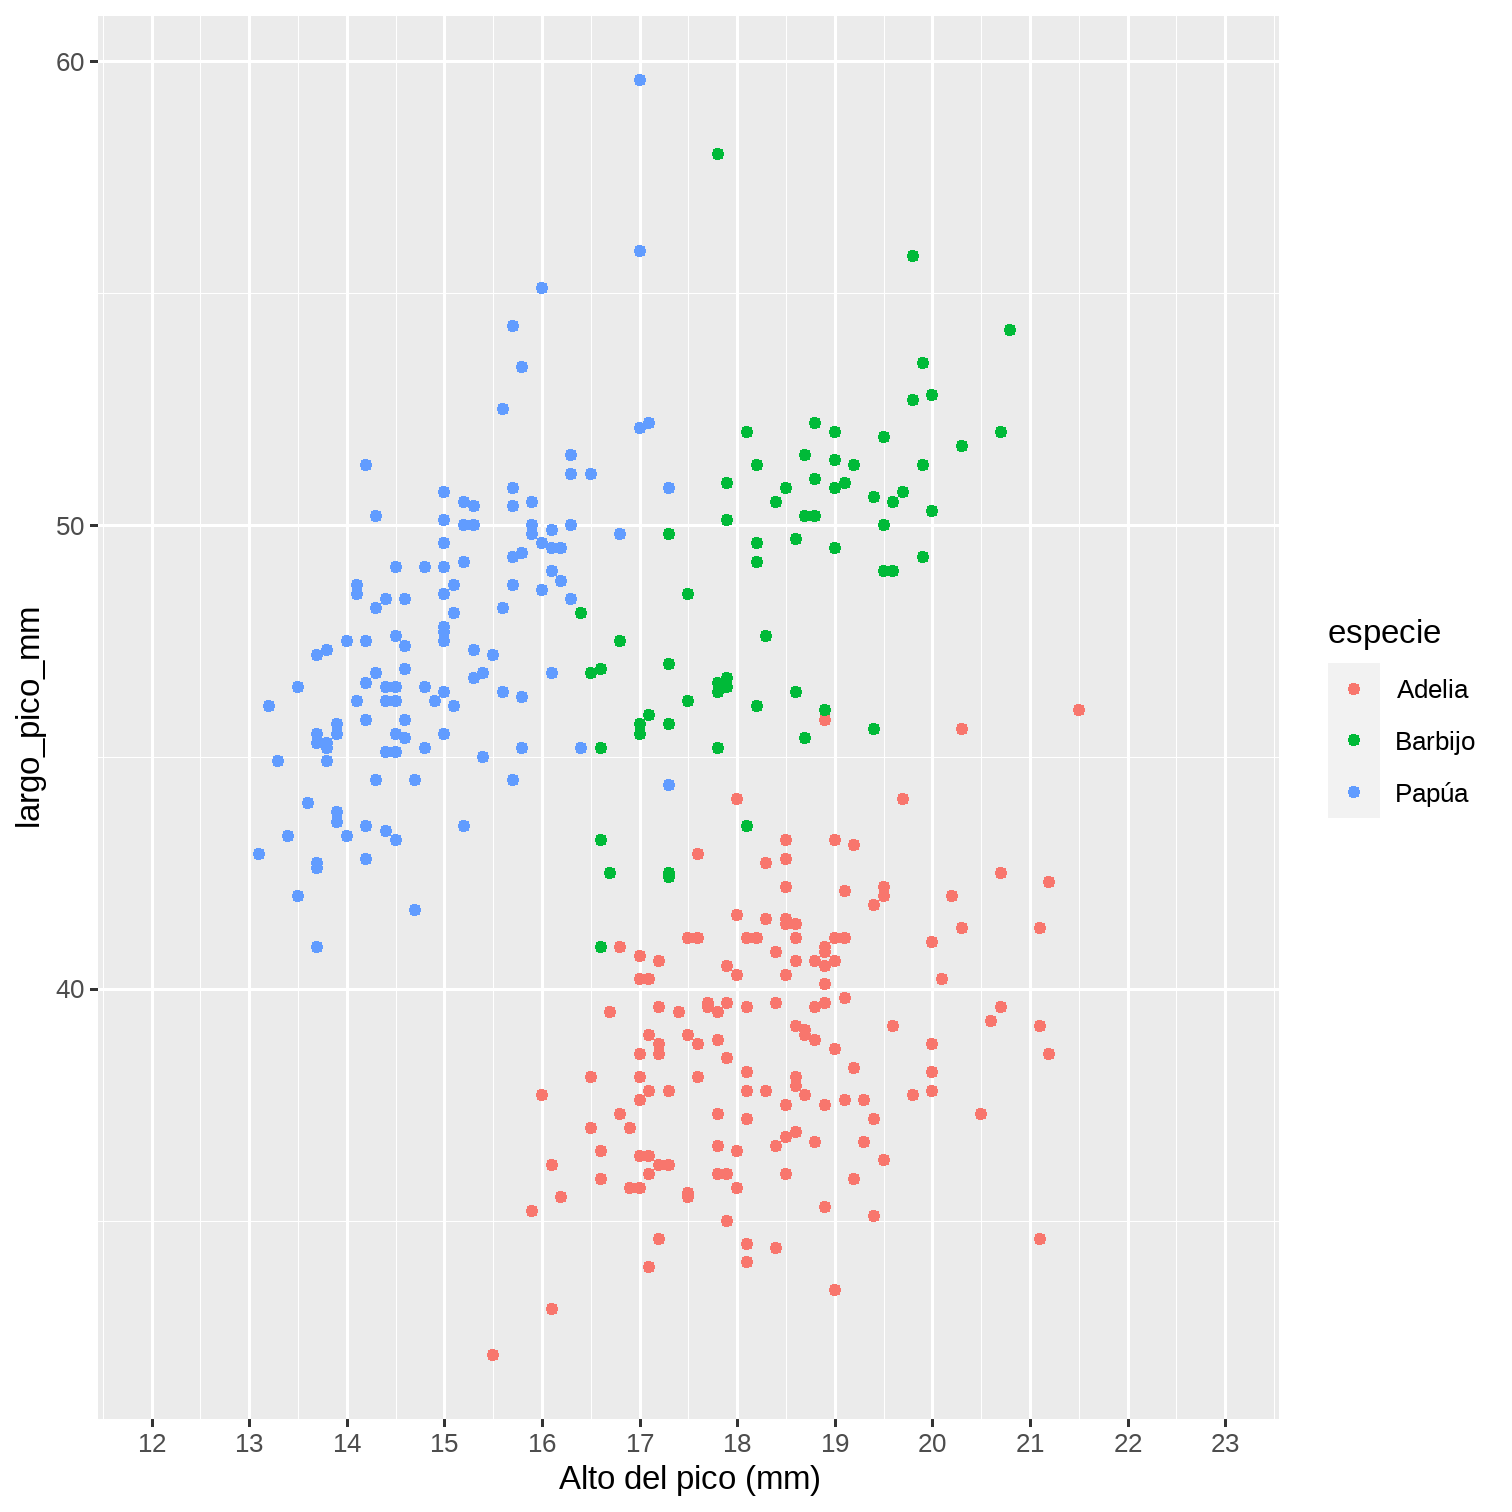 60
50
40
largo_pico_mm
12 13 14 15 16 17 18 19 20 21 22 23
Alto del pico (mm)
especie
Adelia
Barbijo
Papúa